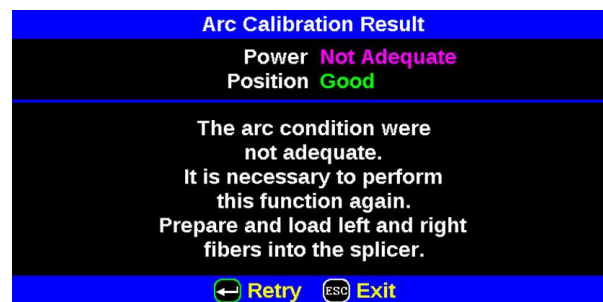 Arc Calibration Result
Power Not Adequate
Position Good
The arc condition were
not adequate.
It is necessary to perform
this function again.
Prepare and load left and right
fibers into the splicer.
Retry ESC Exit